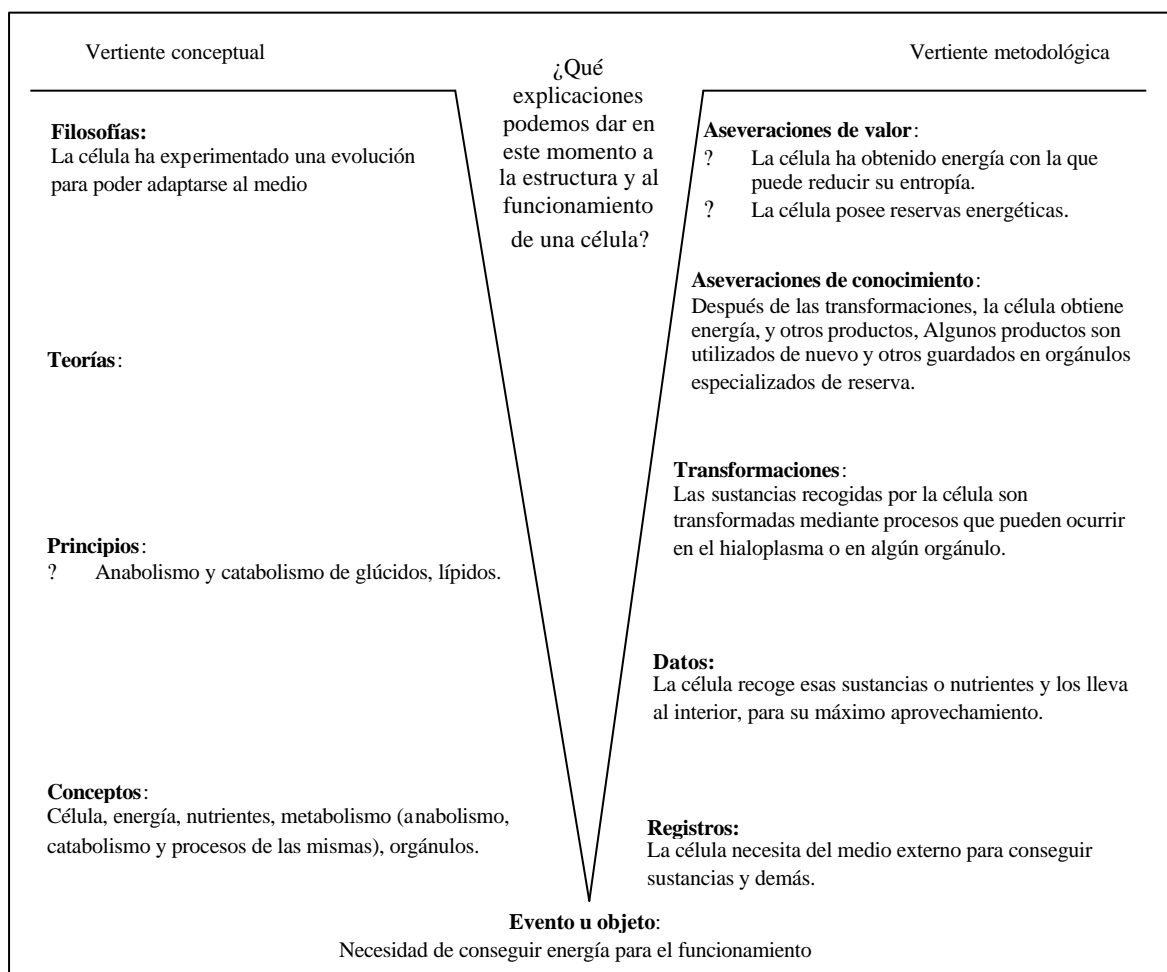 Vertiente conceptual
¿Qué
explicaciones
podemos dar en
este momento a
la estructura y al
funcionamiento
de una célula?
Vertiente metodológica
Filosofías:
La célula ha experimentado una evolución
para poder adaptarse al medio
Teorías:
Principios:
? Anabolismo y catabolismo de glúcidos, lípidos.
Conceptos:
Célula, energía, nutrientes, metabolismo (anabolismo,
catabolismo y procesos de las mismas), orgánulos.
Aseveraciones de valor:
? La célula ha obtenido energía con la que
puede reducir su entropía.
? La célula posee reservas energéticas.
Aseveraciones de conocimiento:
Después de las transformaciones, la célula obtiene
energía, y otros productos, Algunos productos son
utilizados de nuevo y otros guardados en orgánulos
especializados de reserva.
Transformaciones:
Las sustancias recogidas por la célula son
transformadas mediante procesos que pueden ocurrir
en el hialoplasma o en algún orgánulo.
Datos:
La célula recoge esas sustancias o nutrientes y los lleva
al interior, para su máximo aprovechamiento.
Registros:
La célula necesita del medio externo para conseguir
sustancias y demás.
Evento u objeto:
Necesidad de conseguir energía para el funcionamiento